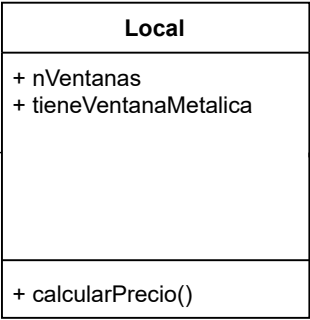 Local
+ nVentanas
+ tieneVentanaMetalica
+ calcularPrecio()